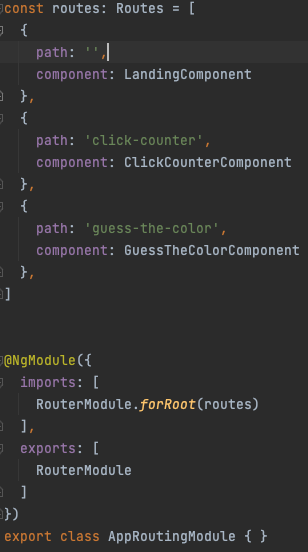 const routes: Routes = [
  {
    path: '',
    component: LandingComponent
  },
  {
    path: 'click-counter',
    component: ClickCounterComponent
  },
  {
    path: 'guess-the-color',
    component: GuessTheColorComponent
  },
]
@NgModule({
  imports: [
    RouterModule.forRoot(routes)
  ],
  exports: [
    RouterModule
  ]
})
export class AppRoutingModule { }